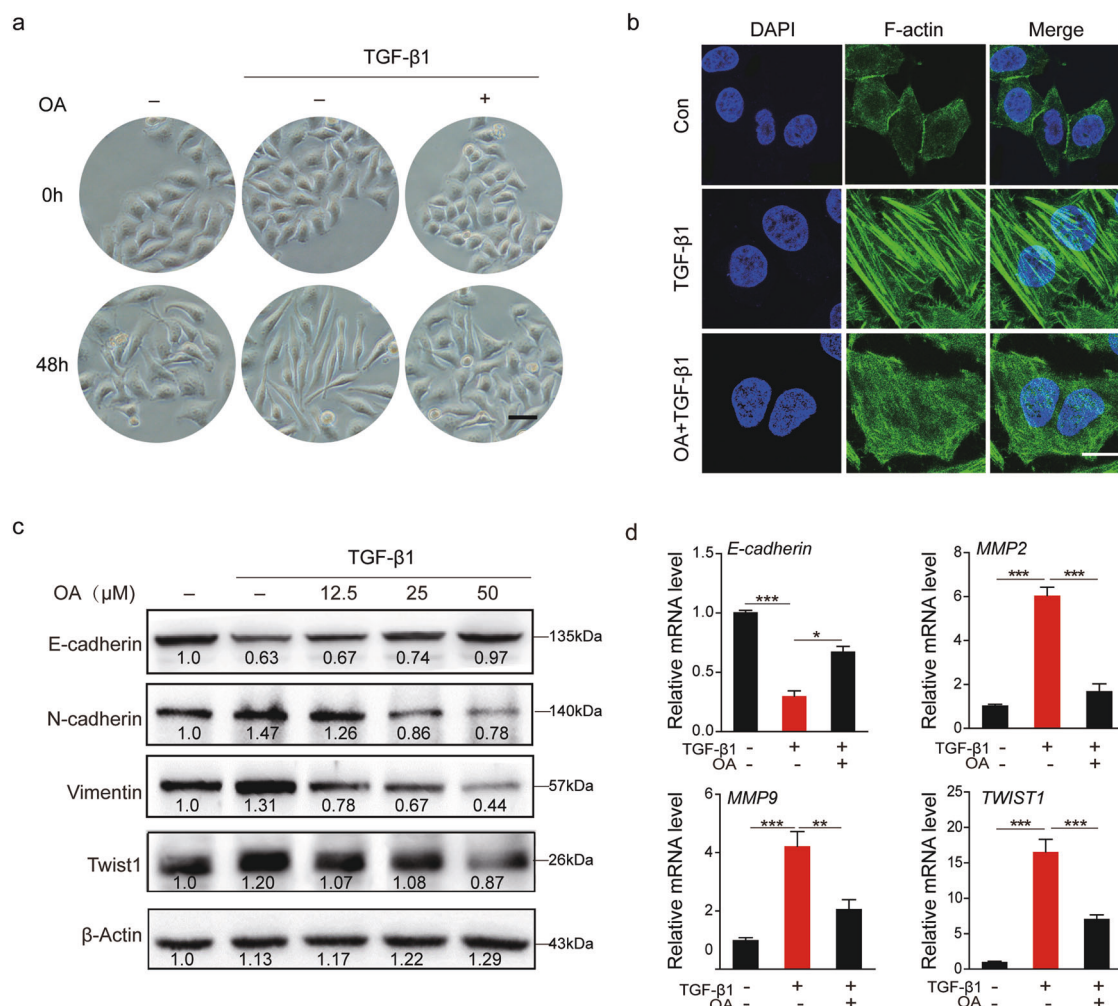 a
TGF-β1
OA – – +
0h
48h
b
DAPI F-actin Merge
Con
TGF-β1
OA+TGF-β1
c
TGF-β1
OA (μM) – – 12.5 25 50
E-cadherin 135kDa
1.0 0.63 0.67 0.74 0.97
N-cadherin 140kDa
1.0 1.47 1.26 0.86 0.78
Vimentin 57kDa
1.0 1.31 0.78 0.67 0.44
Twist1 26kDa
1.0 1.20 1.07 1.08 0.87
β-Actin 43kDa
1.0 1.13 1.17 1.22 1.29
d
E-cadherin
Relative mRNA level
1.5
1.0
0.5
0.0
***
*
TGF-β1 - + +
OA - - +
MMP2
Relative mRNA level
6
4
2
0
*** ***
TGF-β1 - + +
OA - - +
MMP9
Relative mRNA level
4
2
0
*** **
TGF-β1 - + +
OA - - +
TWIST1
Relative mRNA level
20
15
10
5
0
*** ***
TGF-β1 - + +
OA - - +